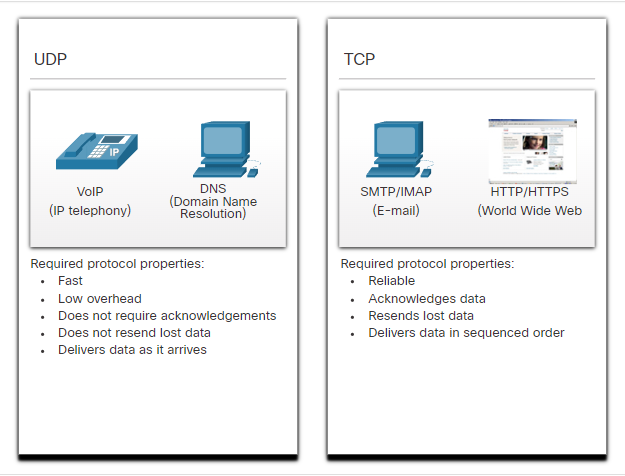 UDP
IP
VoIP
(IP telephony)
DNS
(Domain Name
Resolution)
Required protocol properties:
• Fast
• Low overhead
• Does not require acknowledgements
• Does not resend lost data
• Delivers data as it arrives
TCP
SMTP/IMAP
(E-mail)
HTTP/HTTPS
(World Wide Web
Required protocol properties:
• Reliable
• Acknowledges data
• Resends lost data
• Delivers data in sequenced order